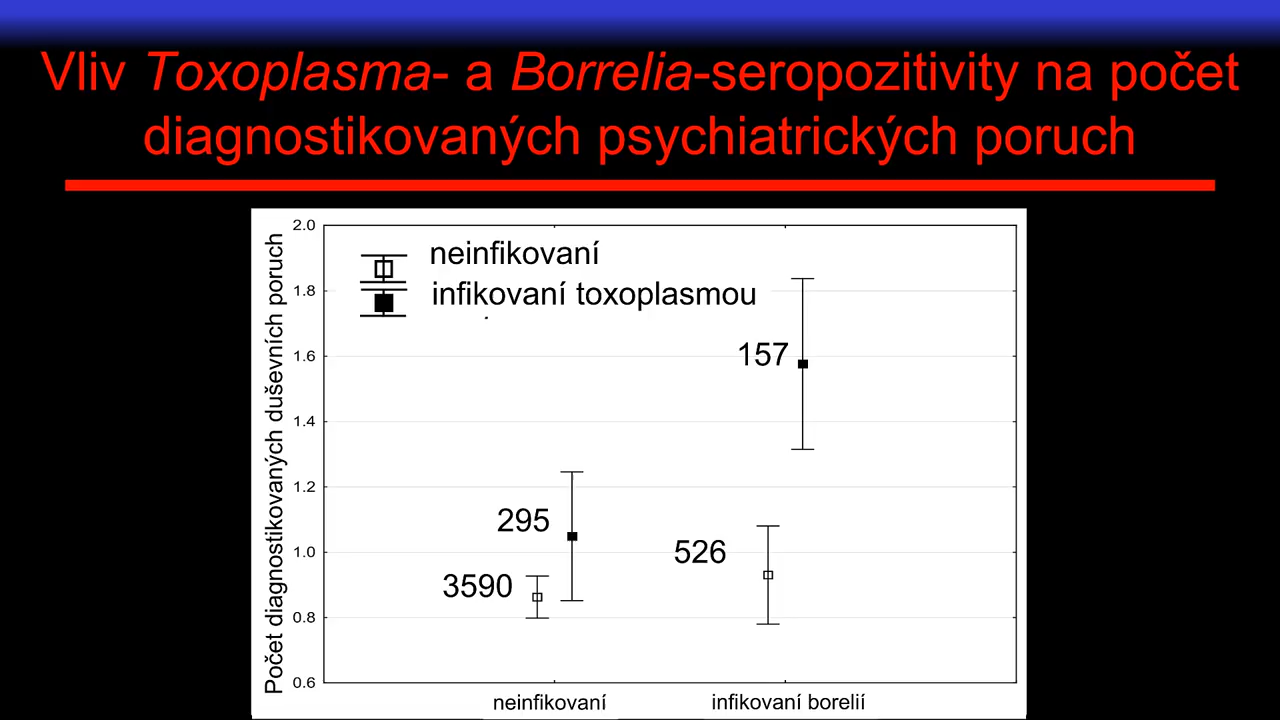 Vliv Toxoplasma- a Borrelia-seropozitivity na počet
diagnostikovaných psychiatrických poruch
Počet diagnostikovaných duševních poruch
2.0
1.8
1.6
1.4
1.2
1.0
0.8
0.6
neinfikovaní
infikovaní toxoplasmou
157
295
526
3590
neinfikovaní
infikovaní borelií